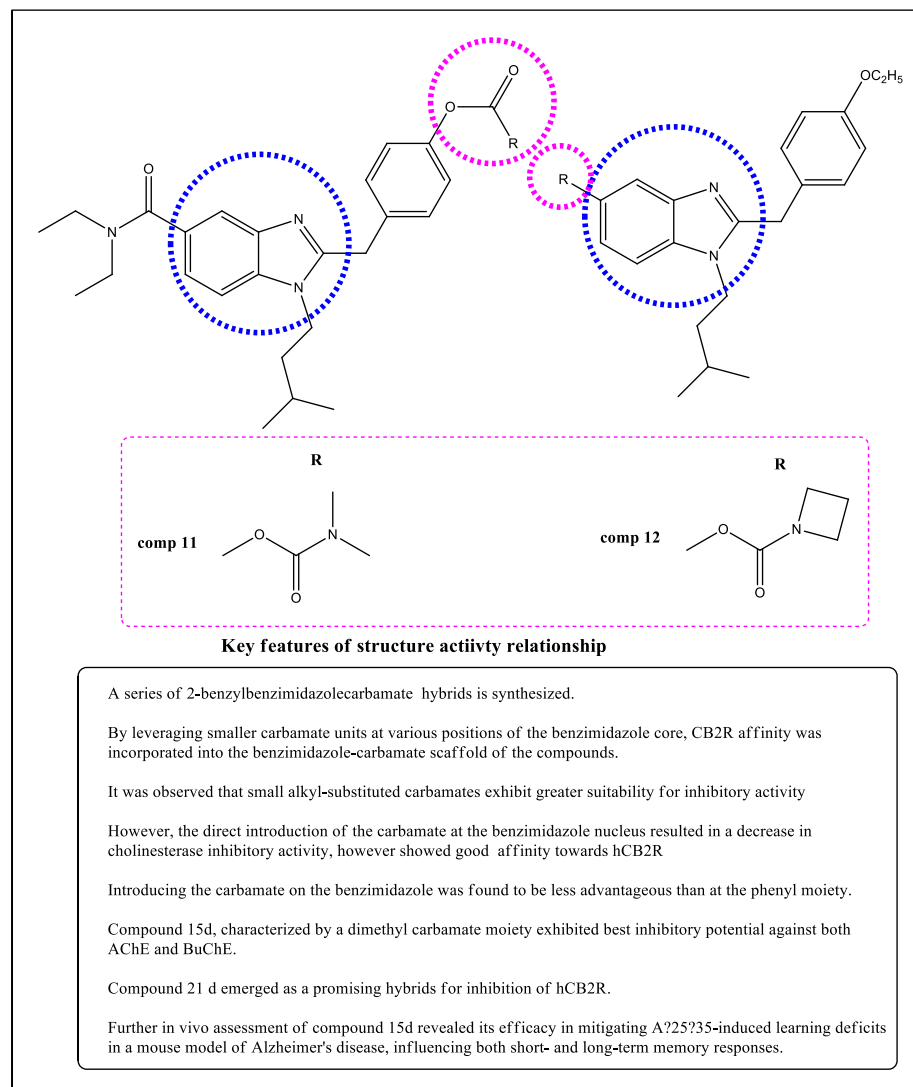 O
O
R
OC₂H₅
O
N
N
N
R
N
N
R
R
comp 11
O
N
O
comp 12
O
N
O
Key features of structure actiivty relationship
A series of 2-benzylbenzimidazolecarbamate hybrids is synthesized.
By leveraging smaller carbamate units at various positions of the benzimidazole core, CB2R affinity was
incorporated into the benzimidazole-carbamate scaffold of the compounds.
It was observed that small alkyl-substituted carbamates exhibit greater suitability for inhibitory activity
However, the direct introduction of the carbamate at the benzimidazole nucleus resulted in a decrease in
cholinesterase inhibitory activity, however showed good affinity towards hCB2R
Introducing the carbamate on the benzimidazole was found to be less advantageous than at the phenyl moiety.
Compound 15d, characterized by a dimethyl carbamate moiety exhibited best inhibitory potential against both
AChE and BuChE.
Compound 21 d emerged as a promising hybrids for inhibition of hCB2R.
Further in vivo assessment of compound 15d revealed its efficacy in mitigating A?25?35-induced learning deficits
in a mouse model of Alzheimer's disease, influencing both short- and long-term memory responses.